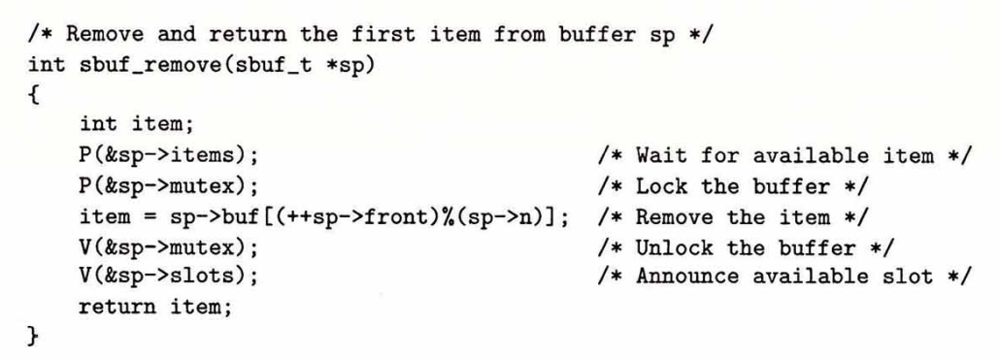 /* Remove and return the first item from buffer sp */
int sbuf_remove(sbuf_t *sp)
{
    int item;
    P(&sp->items);                          /* Wait for available item */
    P(&sp->mutex);                          /* Lock the buffer */
    item = sp->buf[(++sp->front)%(sp->n)];  /* Remove the item */
    V(&sp->mutex);                          /* Unlock the buffer */
    V(&sp->slots);                          /* Announce available slot */
    return item;
}